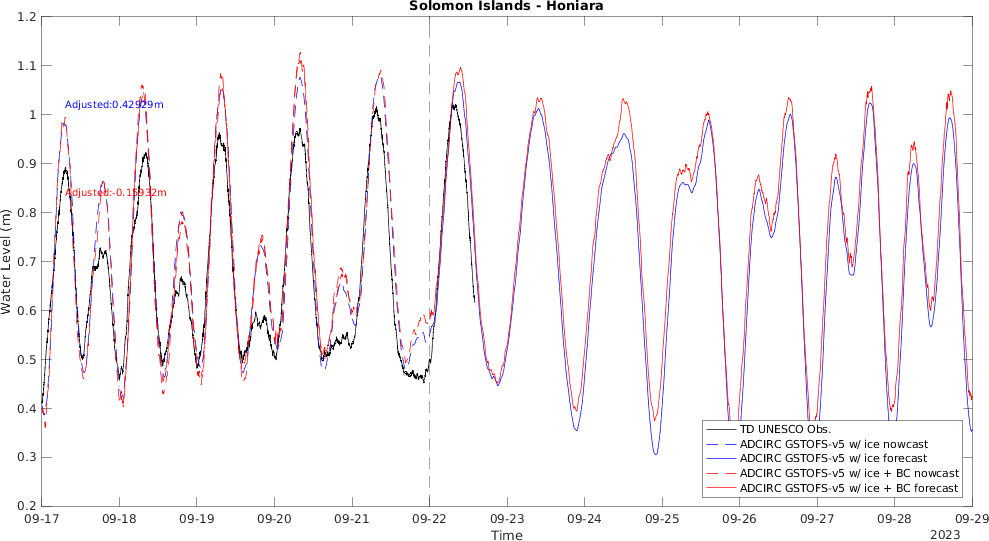 Solomon Islands - Honiara
1.2
1.1
1
0.9
0.8
0.7
0.6
0.5
0.4
0.3
0.2
Water Level (m)
Adjusted:0.42929m
Adjusted:-0.15932m
TD UNESCO Obs.
ADCIRC GSTOFS-v5 w/ ice nowcast
ADCIRC GSTOFS-v5 w/ ice forecast
ADCIRC GSTOFS-v5 w/ ice + BC nowcast
ADCIRC GSTOFS-v5 w/ ice + BC forecast
09-17 09-18 09-19 09-20 09-21 09-22 09-23 09-24 09-25 09-26 09-27 09-28 09-29
Time
2023